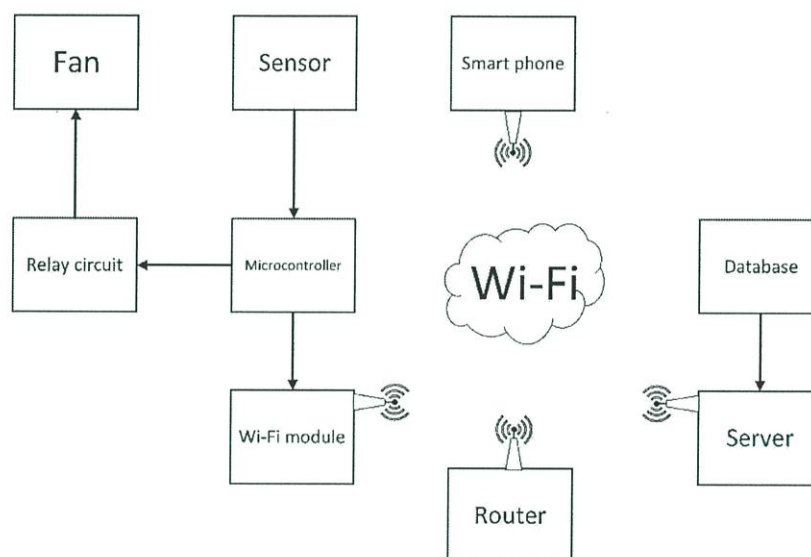 Fan
Sensor
Smart phone
Relay circuit
Microcontroller
Wi-Fi
Database
Wi-Fi module
Server
Router